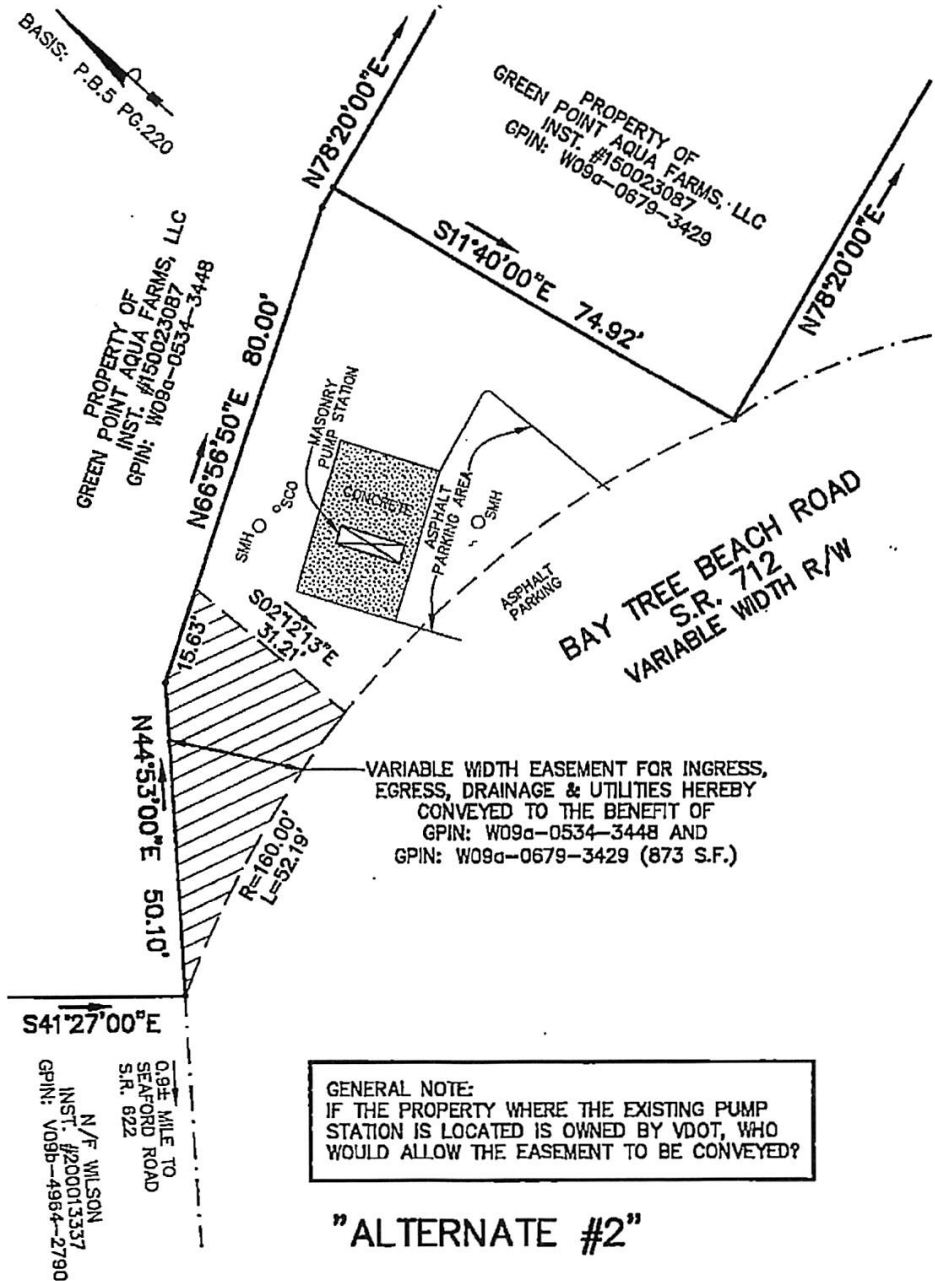 BASIS: P.B.5 PG.220
N78°20'00"E
PROPERTY OF
GREEN POINT AQUA FARMS, LLC
INST. #150023087
GPIN: W09a-0679-3429
S11°40'00"E 74.92'
N78°20'00"E
PROPERTY OF
GREEN POINT AQUA FARMS, LLC
INST. #150023087
GPIN: W09a-0534-3448
N66°56'50"E 80.00'
MASONRY
PUMP STATION
CONCRETE
ASPHALT
PARKING AREA
SMH
SCO
SMH
ASPHALT
PARKING
BAY TREE BEACH ROAD
S.R. 712
VARIABLE WIDTH R/W
S02°12'13"E
31.21'
15.63'
N44°53'00"E 50.10'
VARIABLE WIDTH EASEMENT FOR INGRESS,
EGRESS, DRAINAGE & UTILITIES HEREBY
CONVEYED TO THE BENEFIT OF
GPIN: W09a-0534-3448 AND
GPIN: W09a-0679-3429 (873 S.F.)
R=160.00'
L=52.19'
S41°27'00"E
0.9± MILE TO
SEAFORD ROAD
S.R. 622
N/F WILSON
INST. #200013337
GPIN: V09b-4964-2790
GENERAL NOTE:
IF THE PROPERTY WHERE THE EXISTING PUMP
STATION IS LOCATED IS OWNED BY VDOT, WHO
WOULD ALLOW THE EASEMENT TO BE CONVEYED?
"ALTERNATE #2"